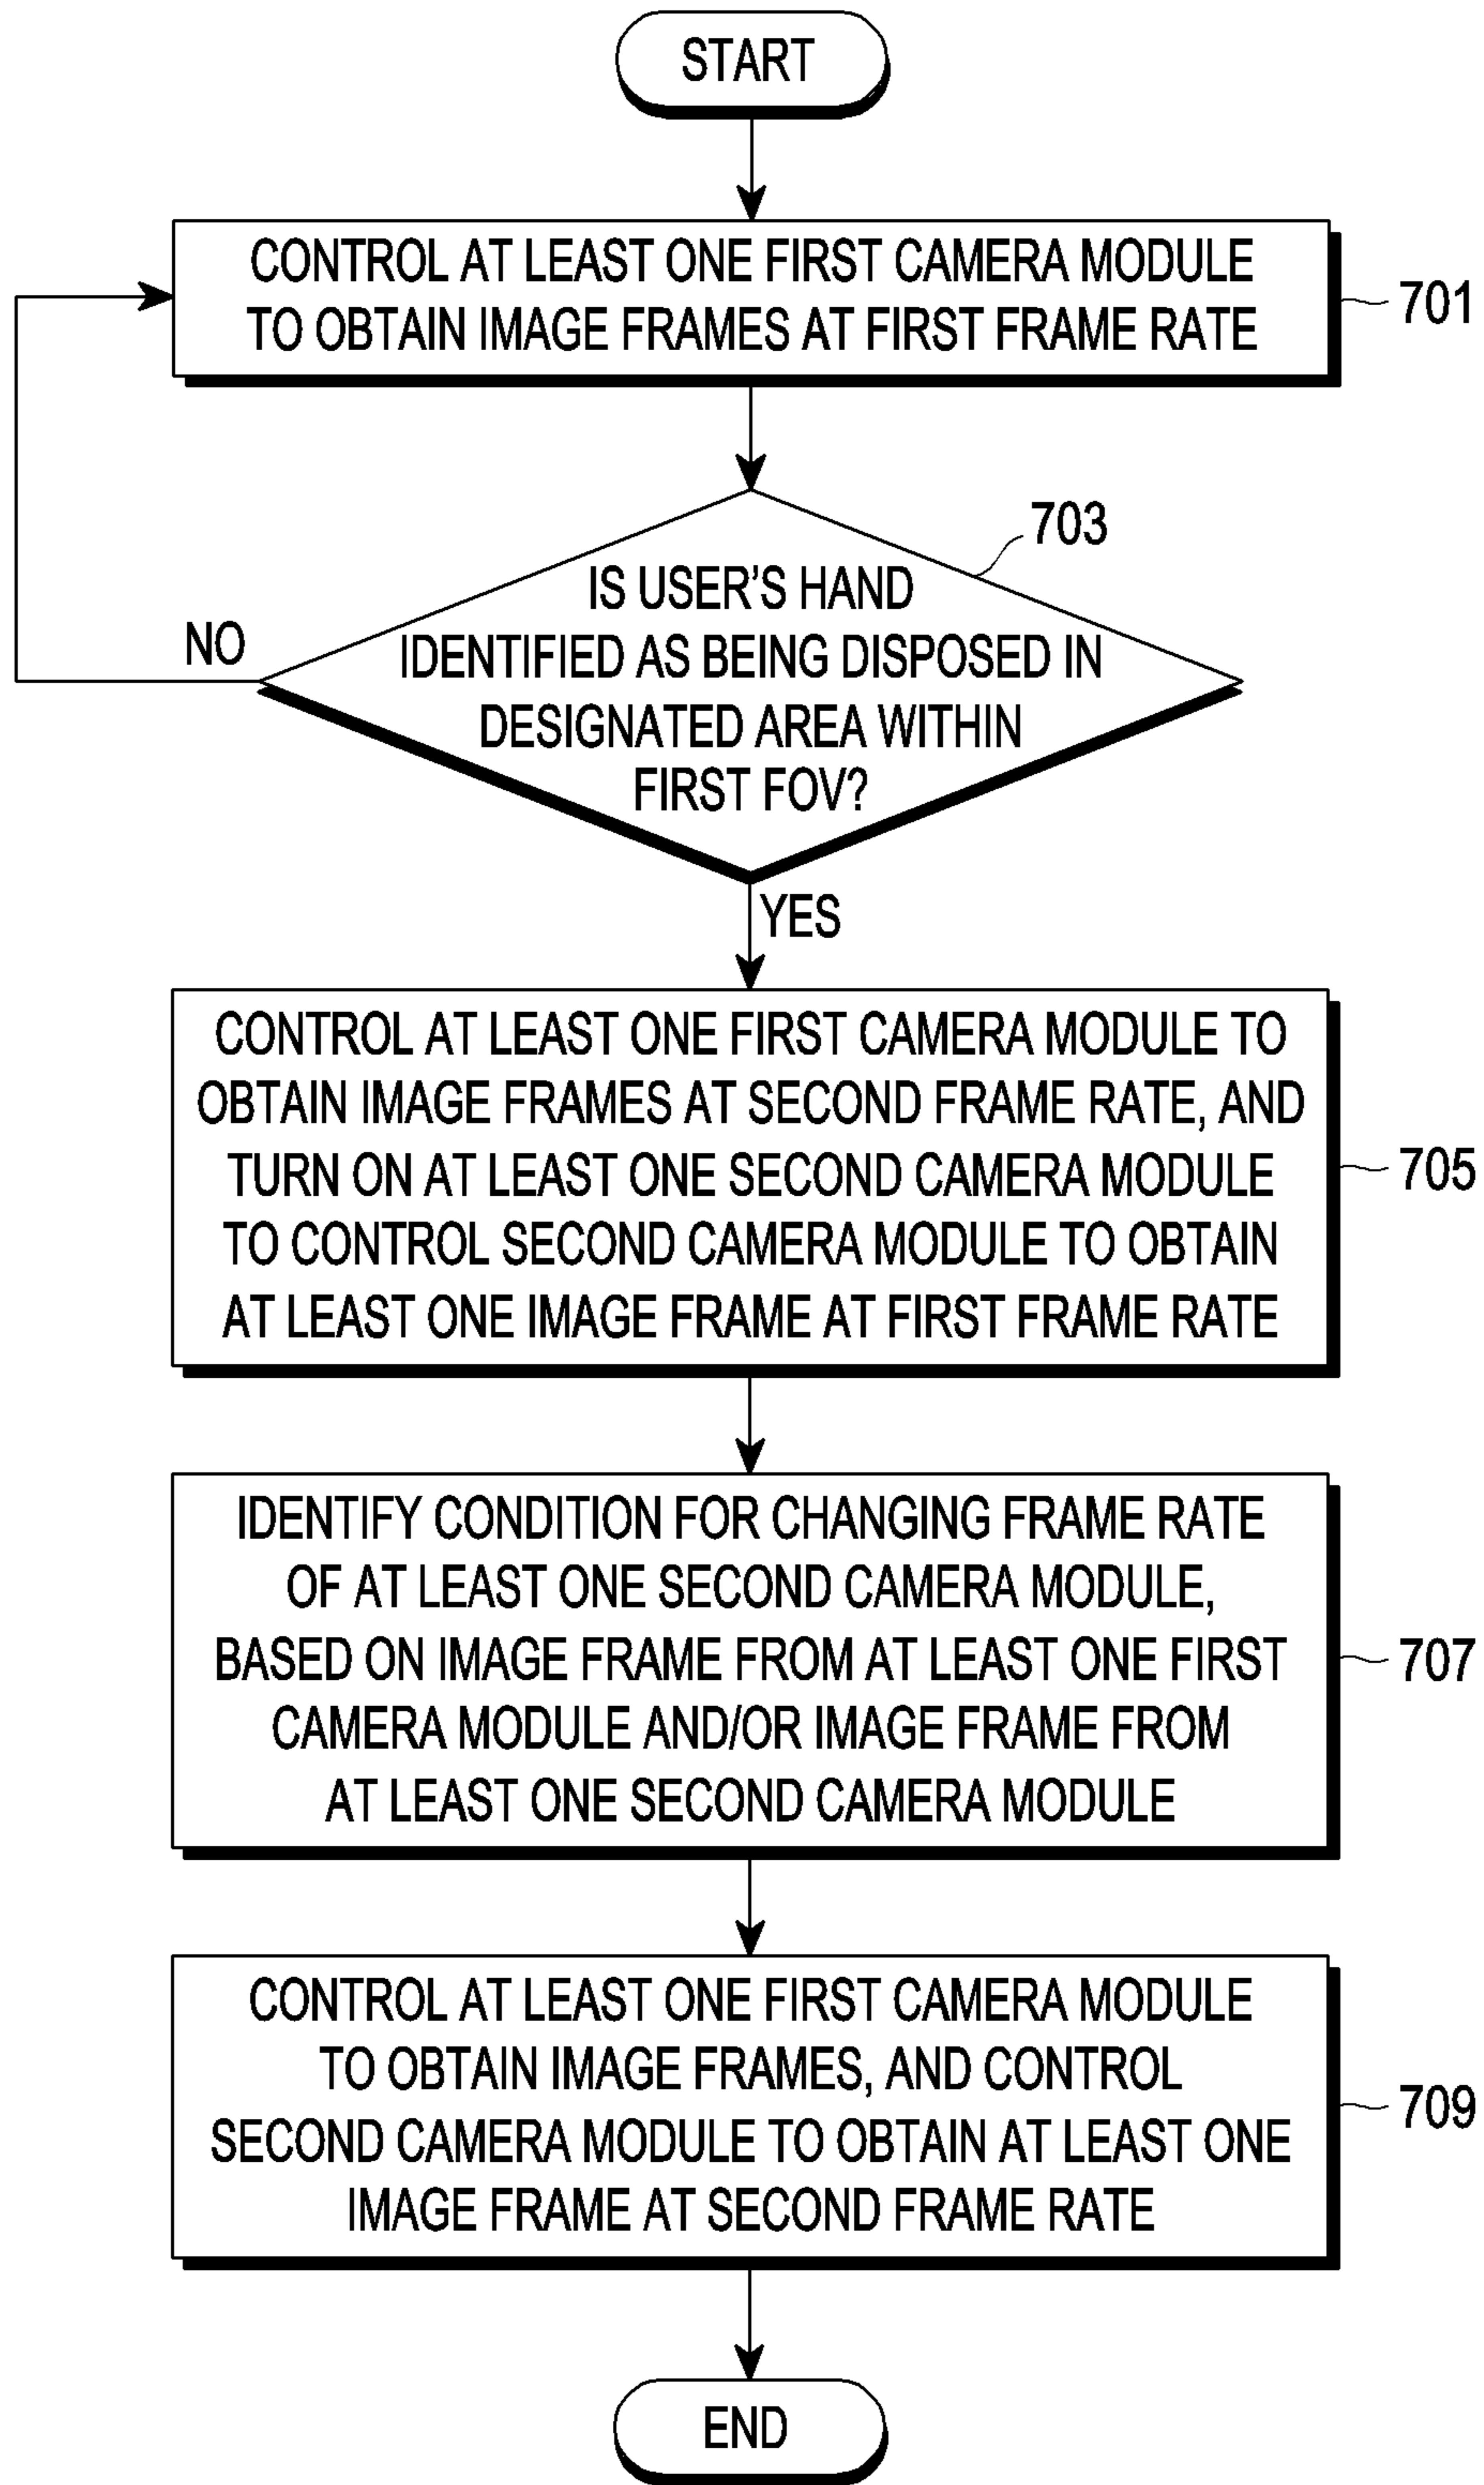 START
CONTROL AT LEAST ONE FIRST CAMERA MODULE
TO OBTAIN IMAGE FRAMES AT FIRST FRAME RATE
701
703
IS USER'S HAND
IDENTIFIED AS BEING DISPOSED IN
DESIGNATED AREA WITHIN
FIRST FOV?
NO
YES
CONTROL AT LEAST ONE FIRST CAMERA MODULE TO
OBTAIN IMAGE FRAMES AT SECOND FRAME RATE, AND
TURN ON AT LEAST ONE SECOND CAMERA MODULE
TO CONTROL SECOND CAMERA MODULE TO OBTAIN
AT LEAST ONE IMAGE FRAME AT FIRST FRAME RATE
705
IDENTIFY CONDITION FOR CHANGING FRAME RATE
OF AT LEAST ONE SECOND CAMERA MODULE,
BASED ON IMAGE FRAME FROM AT LEAST ONE FIRST
CAMERA MODULE AND/OR IMAGE FRAME FROM
AT LEAST ONE SECOND CAMERA MODULE
707
CONTROL AT LEAST ONE FIRST CAMERA MODULE
TO OBTAIN IMAGE FRAMES, AND CONTROL
SECOND CAMERA MODULE TO OBTAIN AT LEAST ONE
IMAGE FRAME AT SECOND FRAME RATE
709
END